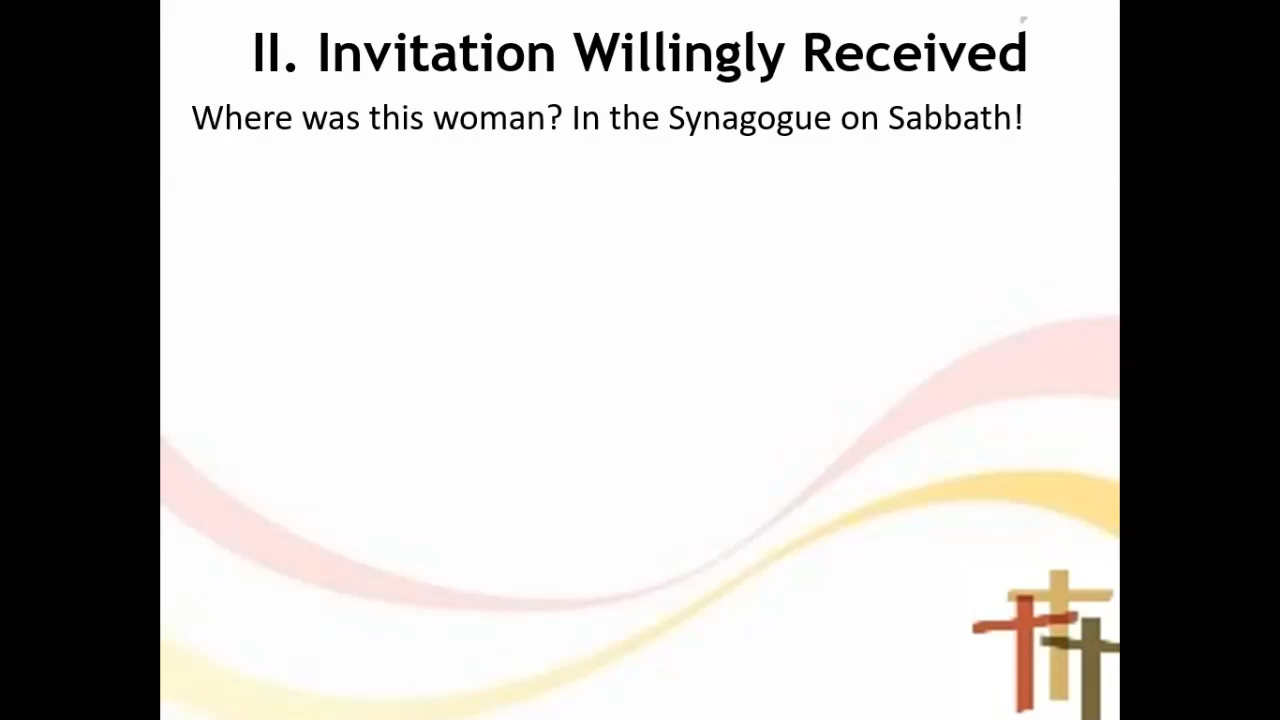 II. Invitation Willingly Received
Where was this woman? In the Synagogue on Sabbath!